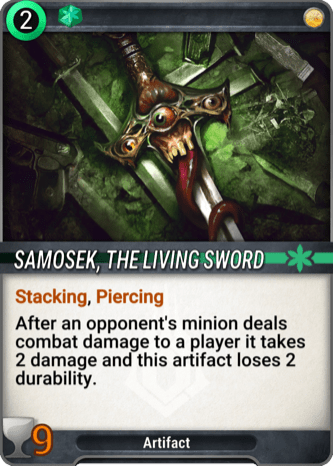 2
SAMOSEK, THE LIVING SWORD
Stacking, Piercing
After an opponent's minion deals
combat damage to a player it takes
2 damage and this artifact loses 2
durability.
9
Artifact